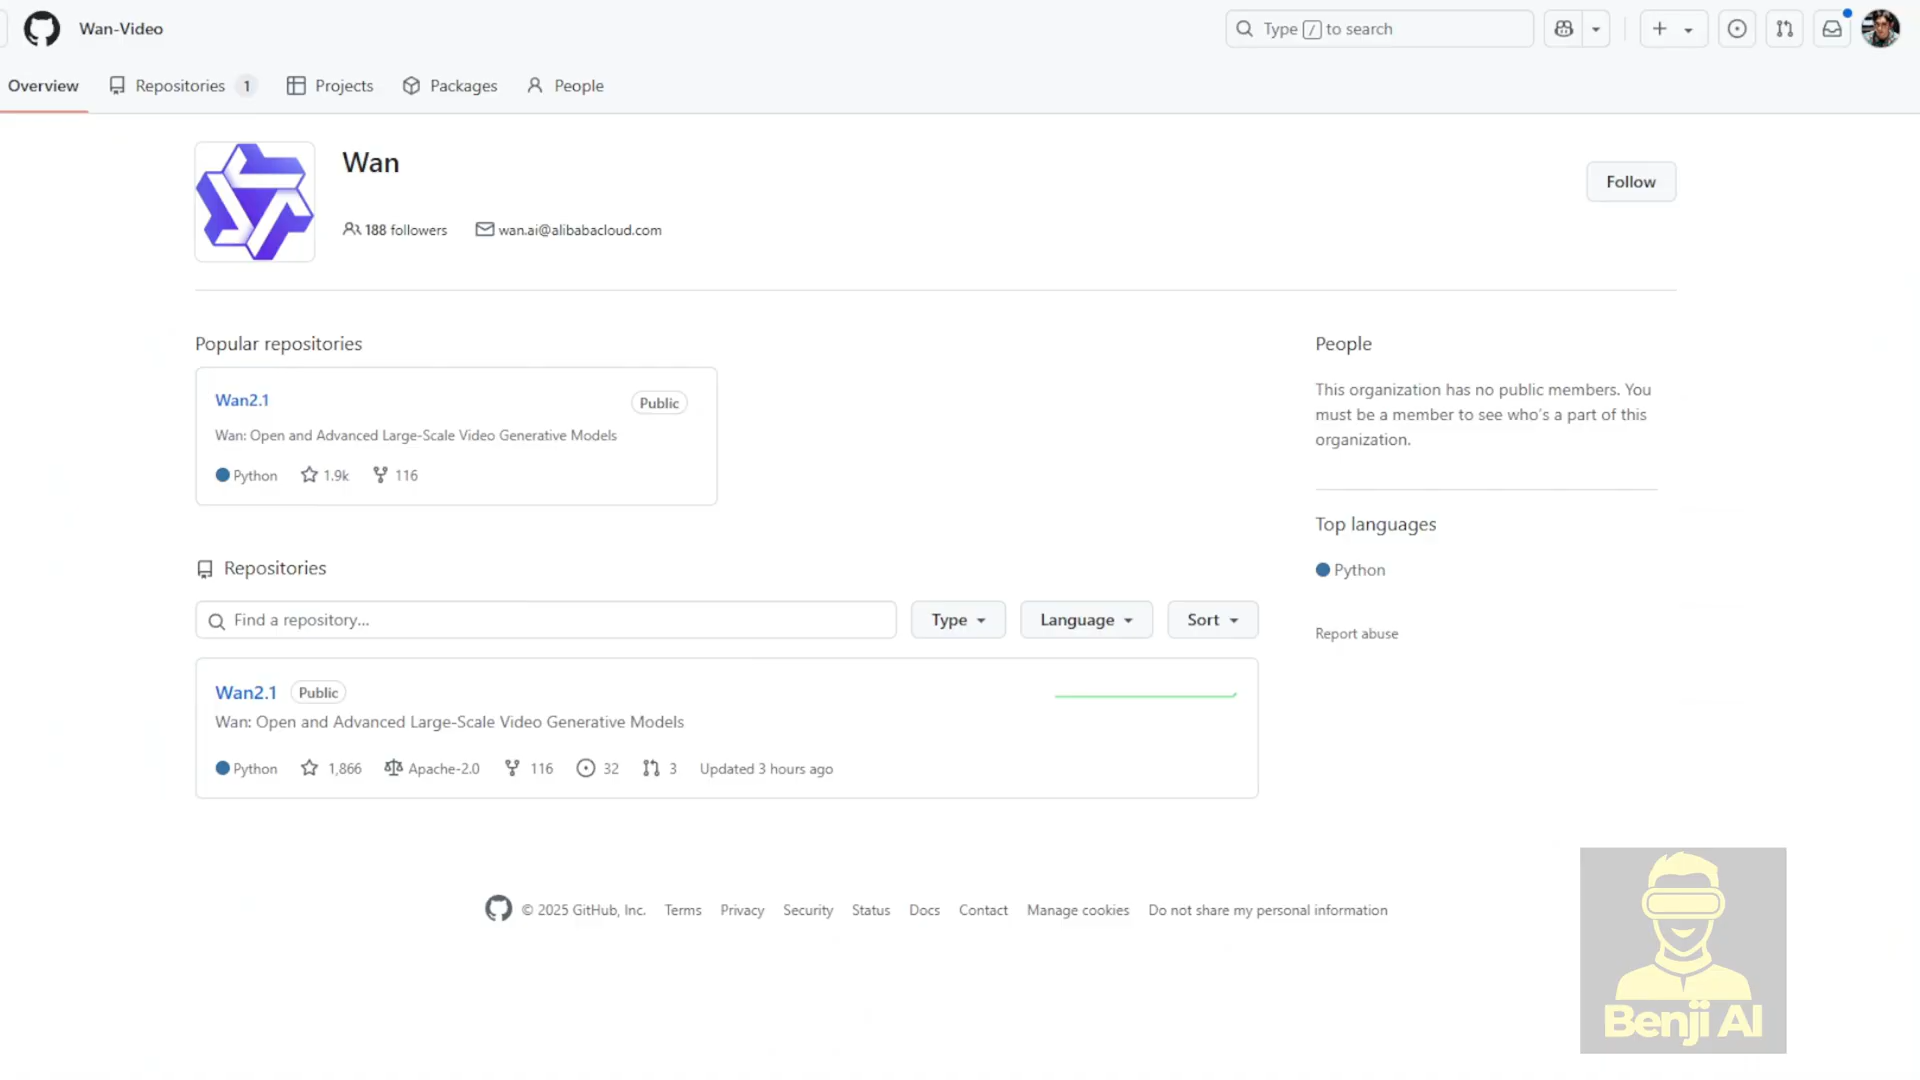 Wan-Video
Type / to search
Overview
Repositories 1
Projects
Packages
People
Wan
Follow
188 followers
wan.ai@alibabacloud.com
Popular repositories
Wan2.1
Public
Wan: Open and Advanced Large-Scale Video Generative Models
Python 1.9k 116
People
This organization has no public members. You
must be a member to see who's a part of this
organization.
Top languages
Python
Report abuse
Repositories
Find a repository...
Type
Language
Sort
Wan2.1 Public
Wan: Open and Advanced Large-Scale Video Generative Models
Python 1,866 Apache-2.0 116 32 3 Updated 3 hours ago
© 2025 GitHub, Inc. Terms Privacy Security Status Docs Contact Manage cookies Do not share my personal information
Benji AI